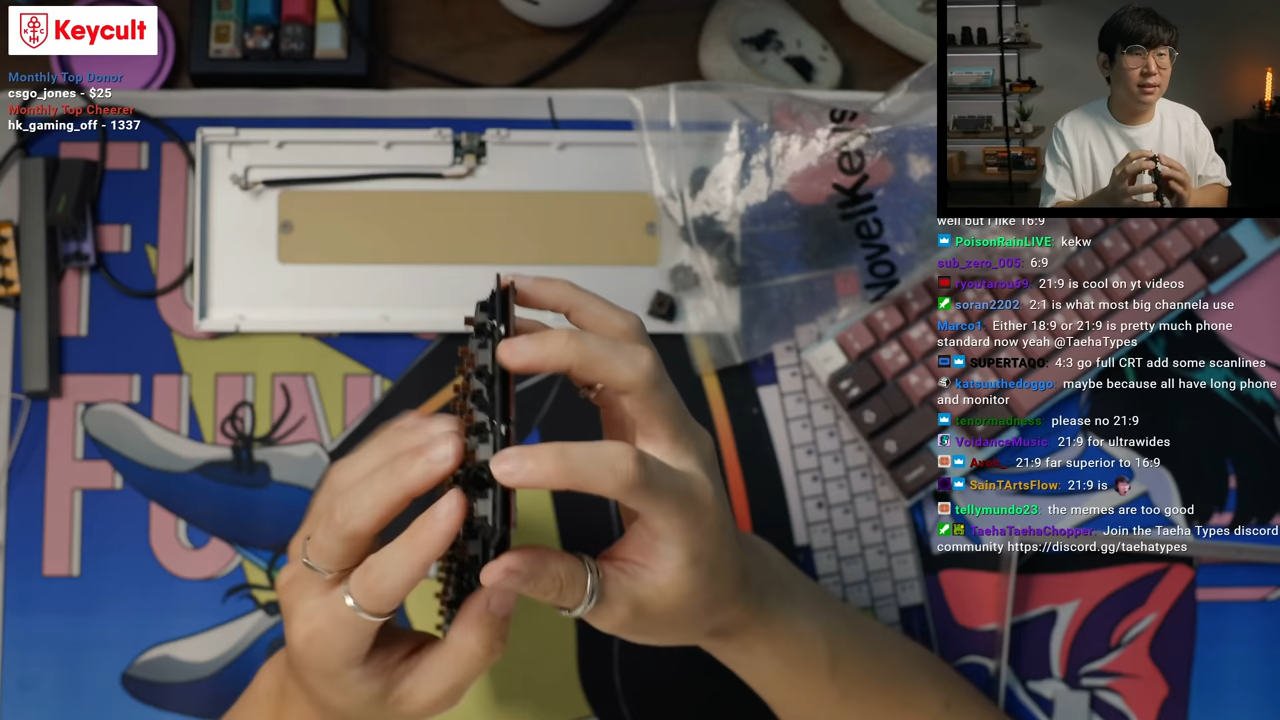 Keycult
Monthly Top Donor
csgo_jones - $25
Monthly Top Cheerer
hk_gaming_off - 1337
NovelKeys
FU
FUN
F
well but i like 16:9
PoisonRainLIVE: kekw
sub_zero_005: 6:9
ryoutarou69: 21:9 is cool on yt videos
soran2202: 2:1 is what most big channela use
Marco1: Either 18:9 or 21:9 is pretty much phone
standard now yeah @TaehaTypes
SUPERTAQO: 4:3 go full CRT add some scanlines
katsuuthedoggo: maybe because all have long phone
and monitor
tenormadness: please no 21:9
VoidanceMusic: 21:9 for ultrawides
21:9 far superior to 16:9
SainTArtsFlow: 21:9 is
tellymundo23: the memes are too good
TaehaTaehaChopper: Join the Taeha Types discord
community https://discord.gg/taehatypes